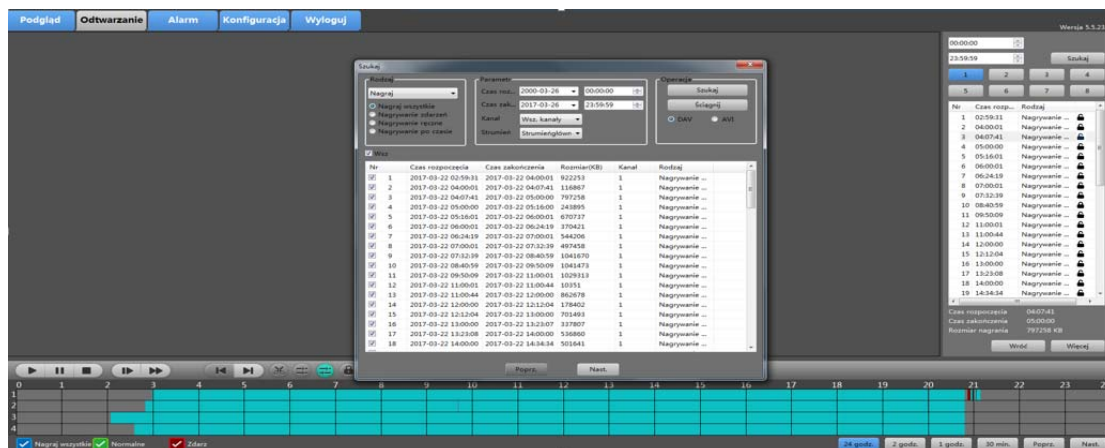 Podgląd Odtwarzanie Alarm Konfiguracja Wyloguj
Wersja 5.5.23
Szukaj
Rodzaj
Nagraj
Nagraj wszystkie
Nagrywanie zdarzeń
Nagrywanie ręczne
Nagrywanie po czasie
Parametr
Czas roz... 2000-03-26 00:00:00
Czas zak... 2017-03-26 23:59:59
Kanał Wsz. kanały
Strumień Strumieńgłówn
Operacja
Szukaj
Ściągnij
DAV AVI
Wsz
Nr Czas rozpoczęcia Czas zakończenia Rozmiar(KB) Kanał Rodzaj
1 2017-03-22 02:59:31 2017-03-22 04:00:01 922253 1 Nagrywanie ...
2 2017-03-22 04:00:01 2017-03-22 04:07:41 116867 1 Nagrywanie ...
3 2017-03-22 04:07:41 2017-03-22 05:00:00 797258 1 Nagrywanie ...
4 2017-03-22 05:00:00 2017-03-22 05:16:00 243895 1 Nagrywanie ...
5 2017-03-22 05:16:01 2017-03-22 06:00:01 670737 1 Nagrywanie ...
6 2017-03-22 06:00:01 2017-03-22 06:24:19 370421 1 Nagrywanie ...
7 2017-03-22 06:24:19 2017-03-22 07:00:01 544206 1 Nagrywanie ...
8 2017-03-22 07:00:01 2017-03-22 07:32:39 497458 1 Nagrywanie ...
9 2017-03-22 07:32:39 2017-03-22 08:40:59 1041670 1 Nagrywanie ...
10 2017-03-22 08:40:59 2017-03-22 09:50:09 1041473 1 Nagrywanie ...
11 2017-03-22 09:50:09 2017-03-22 11:00:01 1029313 1 Nagrywanie ...
12 2017-03-22 11:00:01 2017-03-22 11:00:44 10351 1 Nagrywanie ...
13 2017-03-22 11:00:44 2017-03-22 12:00:00 862678 1 Nagrywanie ...
14 2017-03-22 12:00:00 2017-03-22 12:12:04 178402 1 Nagrywanie ...
15 2017-03-22 12:12:04 2017-03-22 13:00:00 701493 1 Nagrywanie ...
16 2017-03-22 13:00:00 2017-03-22 13:23:07 337807 1 Nagrywanie ...
17 2017-03-22 13:23:08 2017-03-22 14:00:00 536860 1 Nagrywanie ...
18 2017-03-22 14:00:00 2017-03-22 14:34:34 501641 1 Nagrywanie ...
Poprz. Nast.
00:00:00
23:59:59 Szukaj
1 2 3 4
5 6 7 8
Nr Czas rozp... Rodzaj
1 02:59:31 Nagrywanie ...
2 04:00:01 Nagrywanie ...
3 04:07:41 Nagrywanie ...
4 05:00:00 Nagrywanie ...
5 05:16:01 Nagrywanie ...
6 06:00:01 Nagrywanie ...
7 06:24:19 Nagrywanie ...
8 07:00:01 Nagrywanie ...
9 07:32:39 Nagrywanie ...
10 08:40:59 Nagrywanie ...
11 09:50:09 Nagrywanie ...
12 11:00:01 Nagrywanie ...
13 11:00:44 Nagrywanie ...
14 12:00:00 Nagrywanie ...
15 12:12:04 Nagrywanie ...
16 13:00:00 Nagrywanie ...
17 13:23:08 Nagrywanie ...
18 14:00:00 Nagrywanie ...
19 14:34:34 Nagrywanie ...
Czas rozpoczęcia 04:07:41
Czas zakończenia 05:00:00
Rozmiar nagrania 797258 KB
Wróć Więcej
0 1 2 3 4 5 6 7 8 9 10 11 12 13 14 15 16 17 18 19 20 21 22 23 2
1
2
3
4
Nagraj wszystkie Normalne Zdarz
24 godz. 2 godz. 1 godz. 30 min. Poprz. Nast.